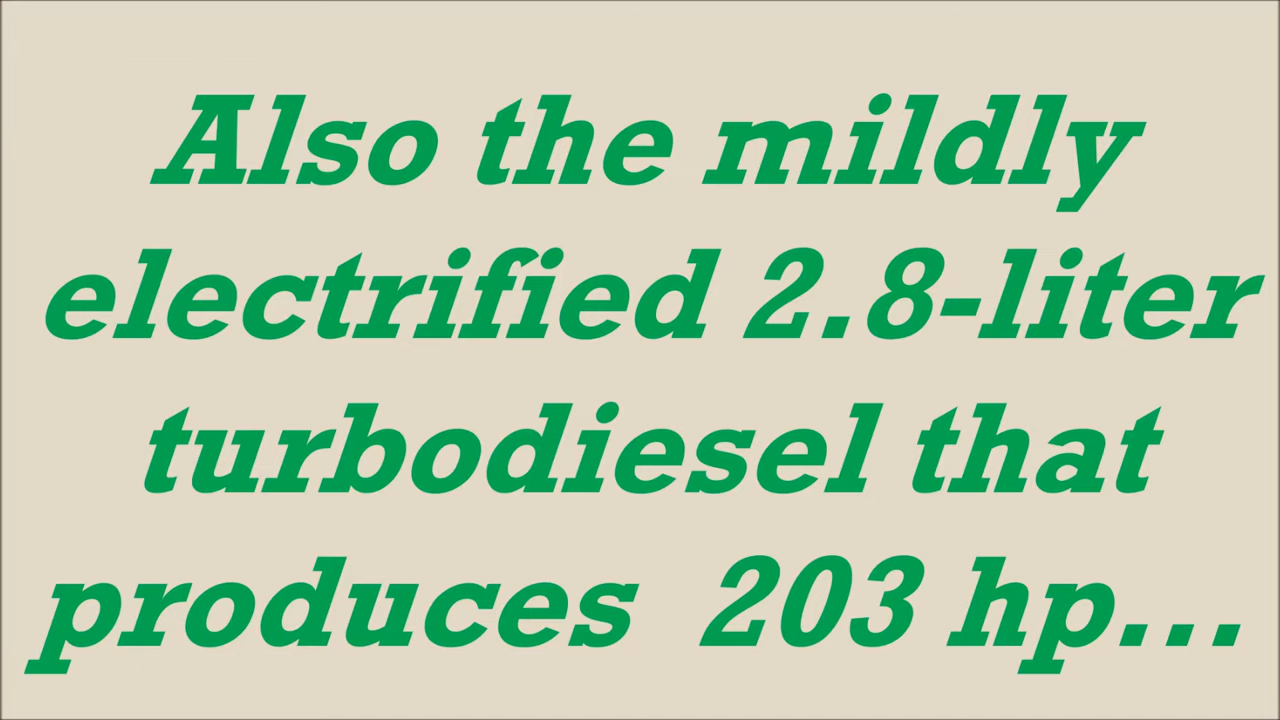 Also the mildly
electrified 2.8-liter
turbodiesel that
produces  203 hp...